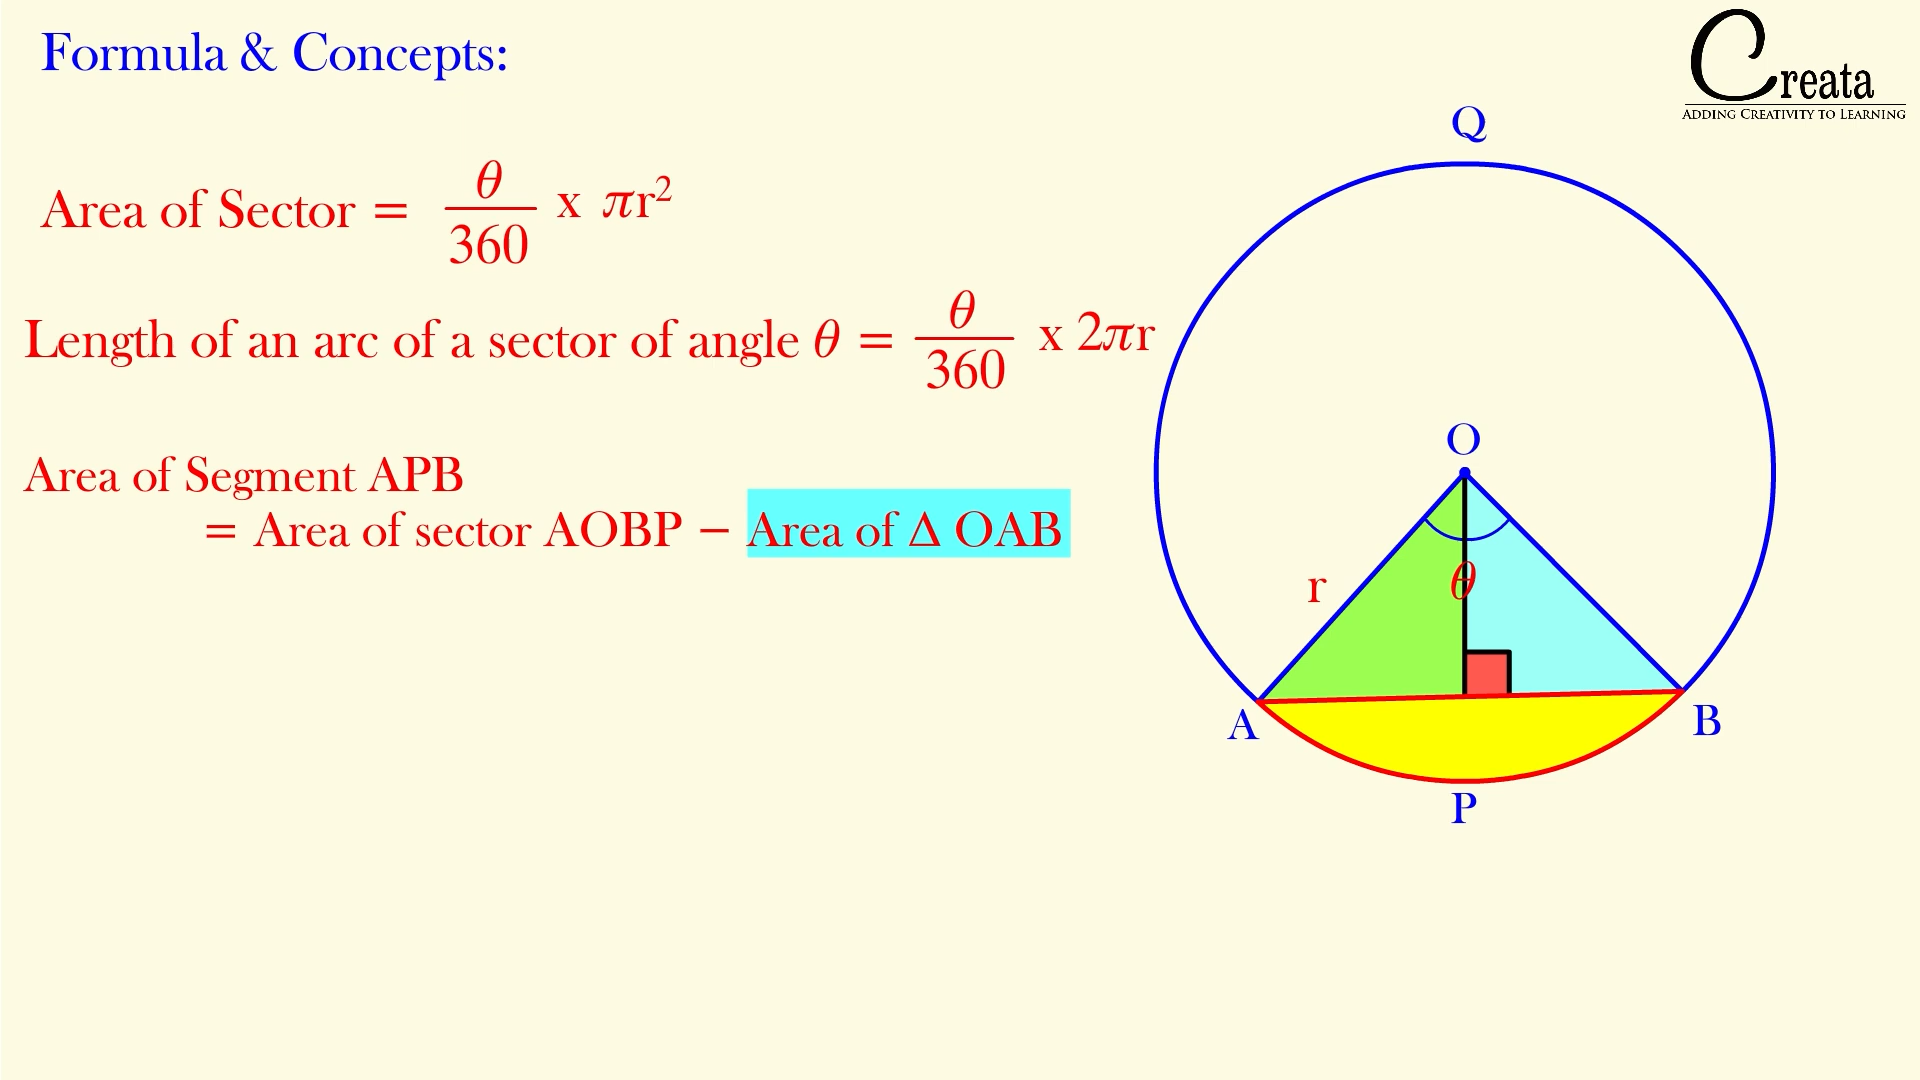 Formula & Concepts:
Creata
ADDING CREATIVITY TO LEARNING
Area of Sector = θ/360 x πr²
Length of an arc of a sector of angle θ = θ/360 x 2πr
Area of Segment APB
= Area of sector AOBP − Area of Δ OAB
Q
O
r
θ
A
B
P